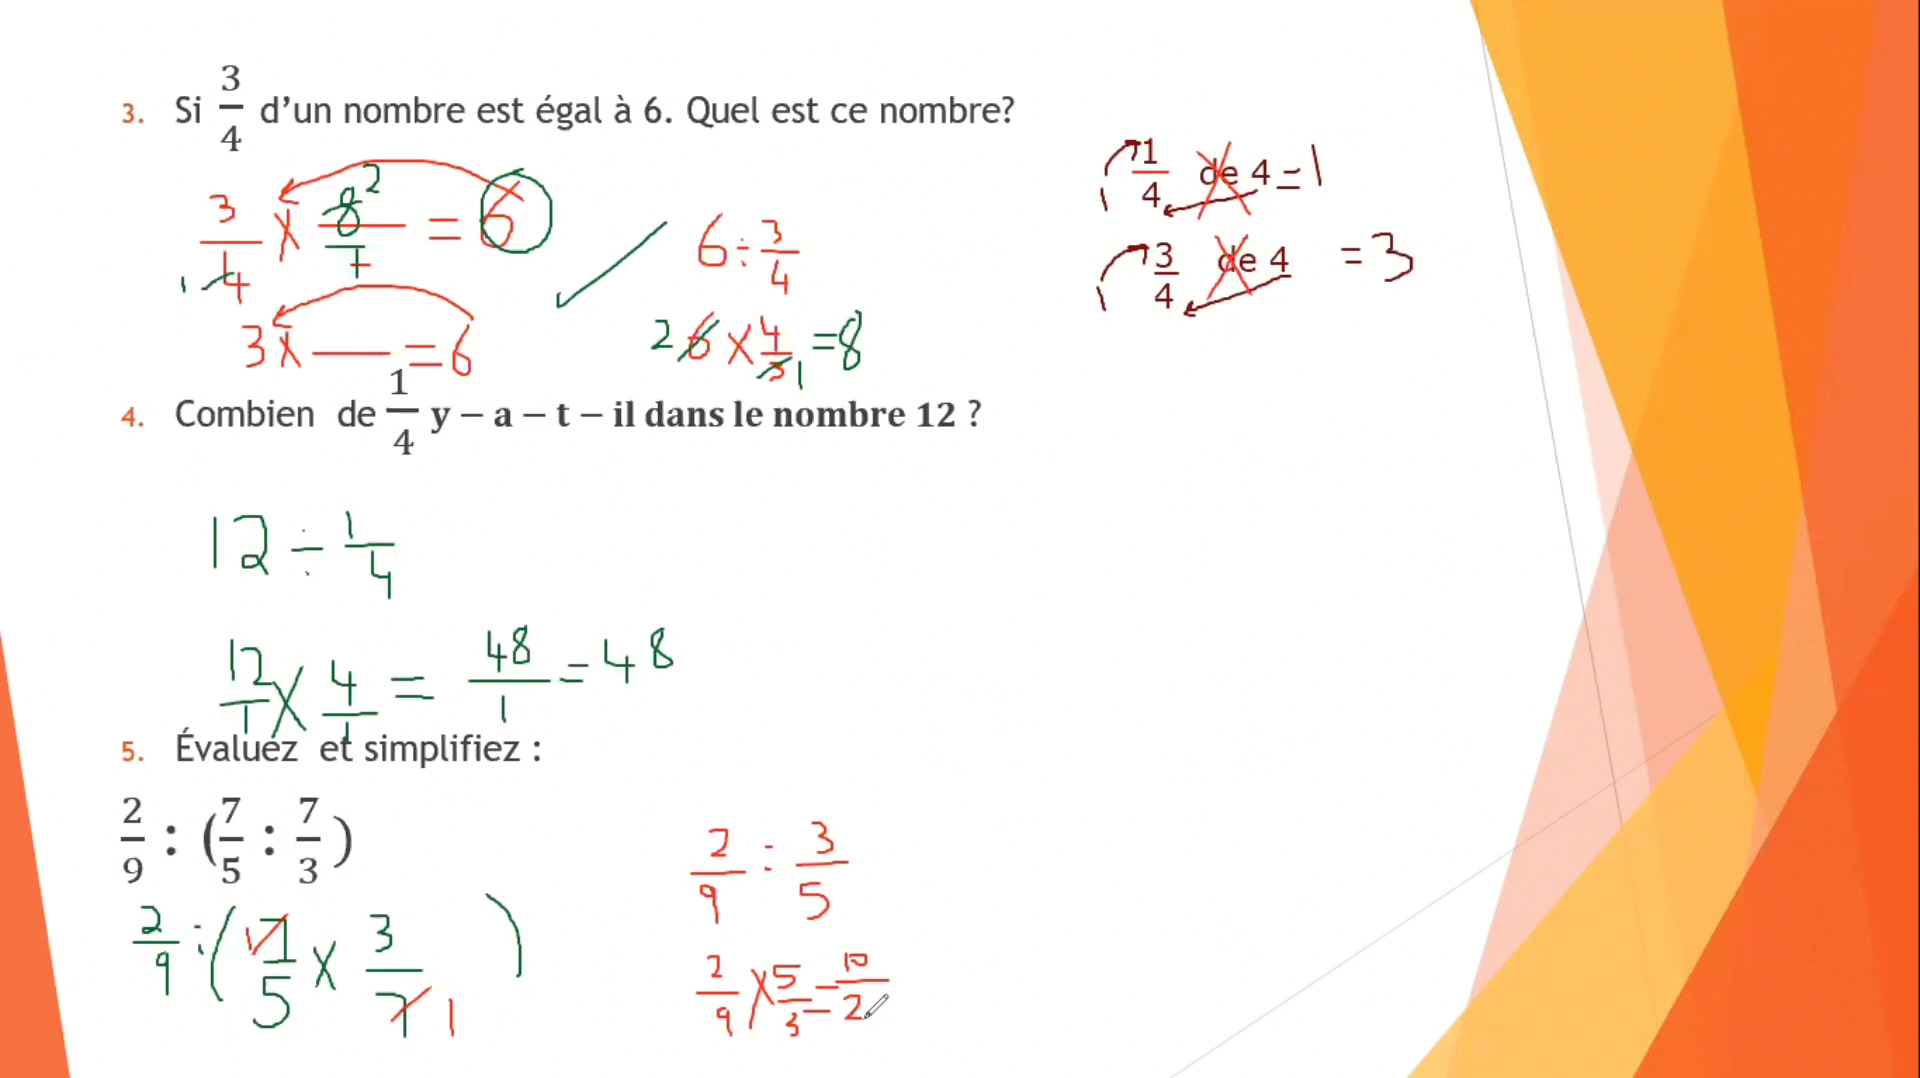 3. Si 3/4 d'un nombre est égal à 6. Quel est ce nombre?
3/4 × 8/1 = 6
2
1
3 × — = 6
6 ÷ 3/4
2 6 × 4/3 1 = 8
1/4 de 4 = 1
3/4 de 4 = 3
4. Combien de 1/4 y – a – t – il dans le nombre 12 ?
12 ÷ 1/4
12/1 × 4/1 = 48/1 = 48
5. Évaluez et simplifiez :
2/9 : (7/5 : 7/3)
2/9 ÷ (7/5 × 3/7 1)
2/9 ÷ 3/5
2/9 × 5/3 = 10/2